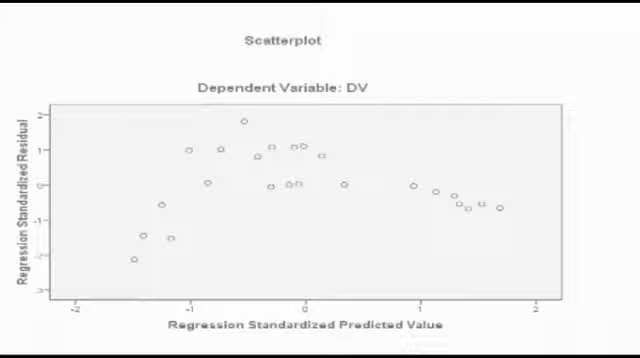 Scatterplot
Dependent Variable: DV
Regression Standardized Residual
2
1
0
-1
-2
-3
-2
-1
0
1
2
Regression Standardized Predicted Value